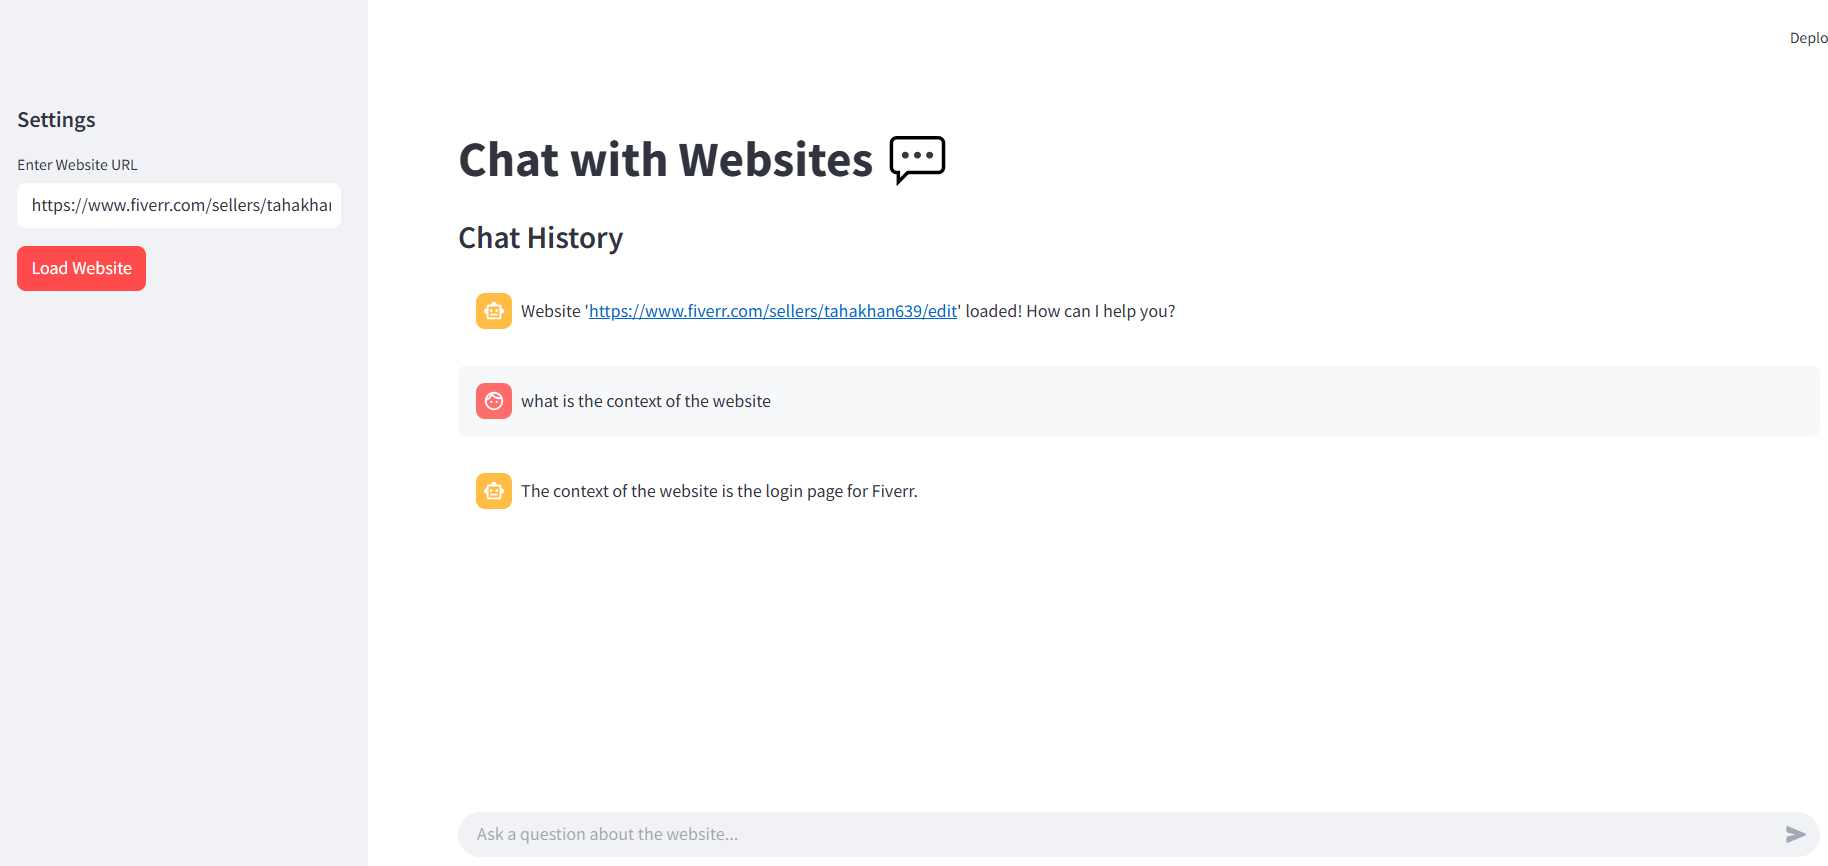 Deplo
Settings
Enter Website URL
https://www.fiverr.com/sellers/tahakhan
Load Website
Chat with Websites
Chat History
Website 'https://www.fiverr.com/sellers/tahakhan639/edit' loaded! How can I help you?
what is the context of the website
The context of the website is the login page for Fiverr.
Ask a question about the website...